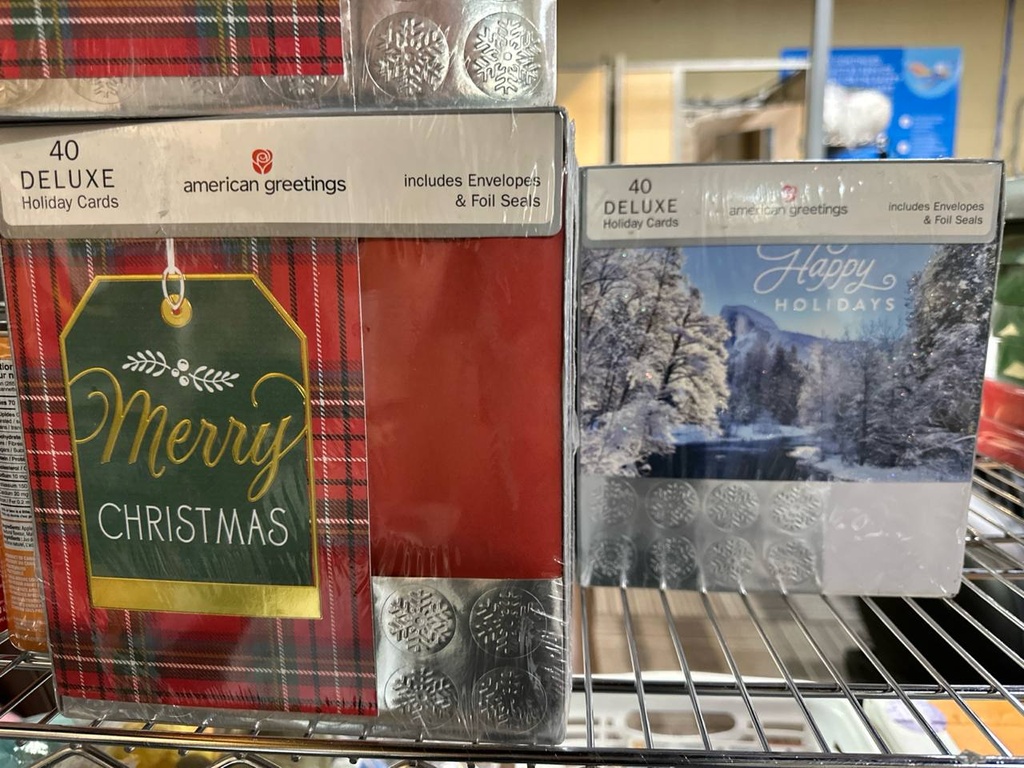 40
DELUXE
Holiday Cards
american greetings
includes Envelopes
& Foil Seals
Merry
CHRISTMAS
40
DELUXE
Holiday Cards
american greetings
includes Envelopes
& Foil Seals
Happy
HOLIDAYS